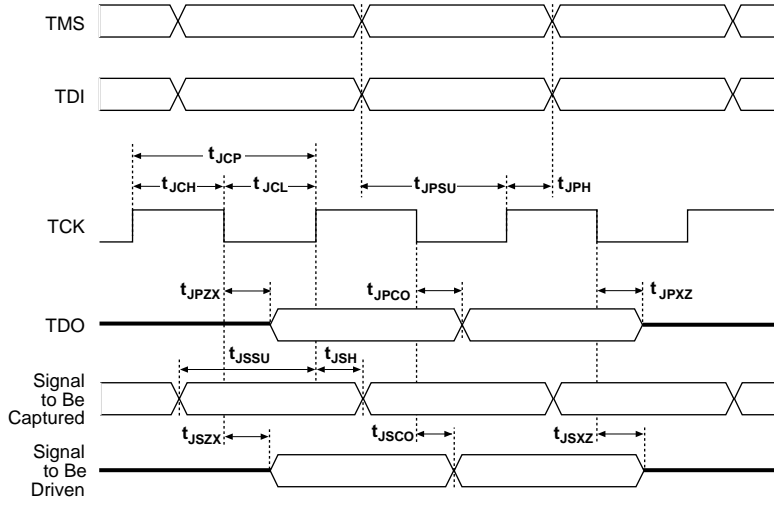 TMS
TDI
tJCP
tJCH
tJCL
tJPSU
tJPH
TCK
tJPZX
tJPCO
tJPXZ
TDO
tJSSU
tJSH
Signal
to Be
Captured
tJSZX
tJSCO
tJSXZ
Signal
to Be
Driven